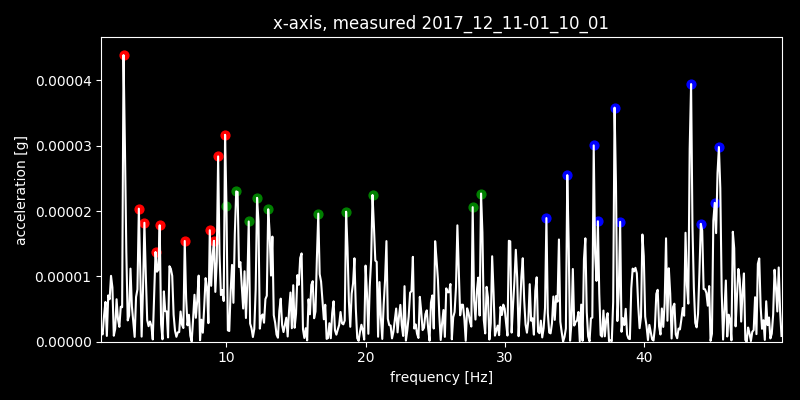 x-axis, measured 2017_12_11-01_10_01
acceleration [g]
0.00004
0.00003
0.00002
0.00001
0.00000
10 20 30 40
frequency [Hz]